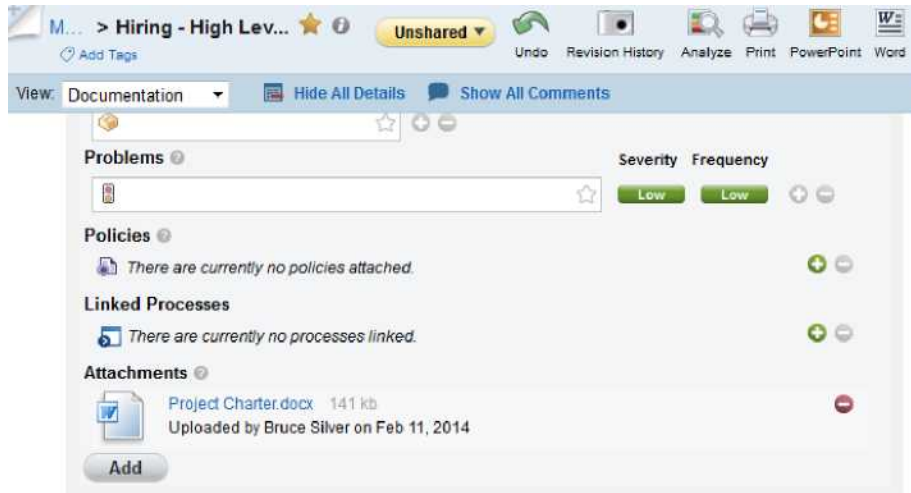 M... > Hiring - High Lev...
Unshared
Add Tags
Undo Revision History Analyze Print PowerPoint Word
View: Documentation Hide All Details Show All Comments
Problems Severity Frequency
Low Low
Policies
There are currently no policies attached.
Linked Processes
There are currently no processes linked.
Attachments
Project Charter.docx 141 kb
Uploaded by Bruce Silver on Feb 11, 2014
Add